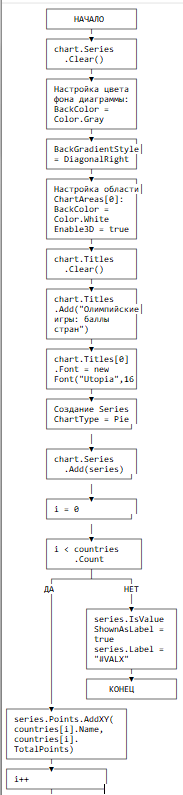 НАЧАЛО
chart.Series
.Clear()
Настройка цвета
фона диаграммы:
BackColor =
Color.Gray
BackGradientStyle
= DiagonalRight
Настройка области
ChartAreas[0]:
BackColor =
Color.White
Enable3D = true
chart.Titles
.Clear()
chart.Titles
.Add("Олимпийские
игры: баллы
стран")
chart.Titles[0]
.Font = new
Font("Utopia",16
Создание Series
ChartType = Pie
chart.Series
.Add(series)
i = 0
i < countries
.Count
ДА
НЕТ
series.IsValue
ShownAsLabel =
true
series.Label =
"#VALX"
КОНЕЦ
series.Points.AddXY(
countries[i].Name,
countries[i].
TotalPoints)
i++